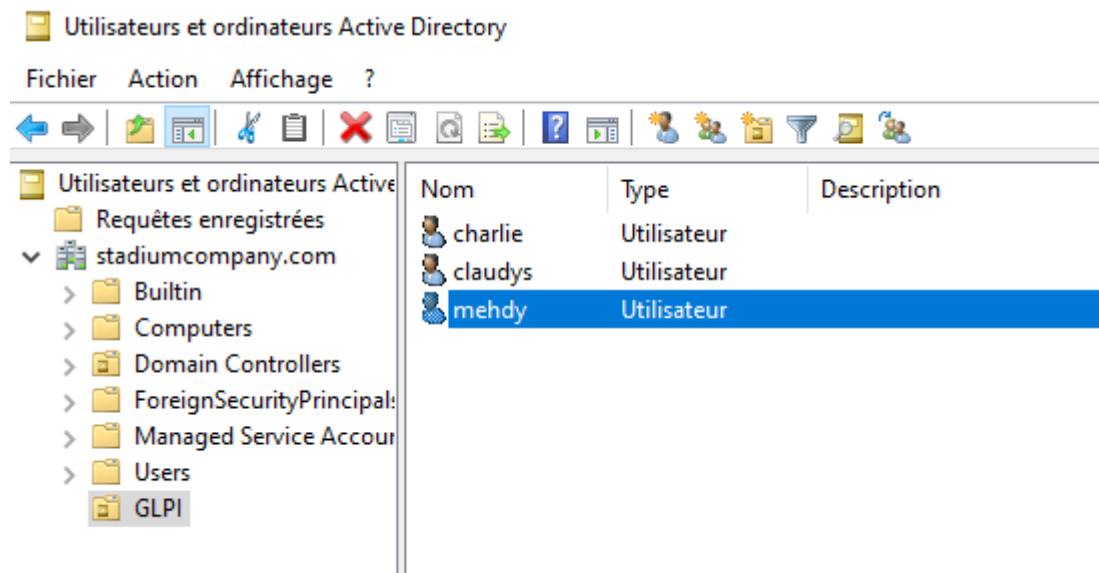 Utilisateurs et ordinateurs Active Directory
Fichier Action Affichage ?
Utilisateurs et ordinateurs Active
Requêtes enregistrées
stadiumcompany.com
Builtin
Computers
Domain Controllers
ForeignSecurityPrincipals
Managed Service Accour
Users
GLPI
Nom Type Description
charlie Utilisateur
claudys Utilisateur
mehdy Utilisateur